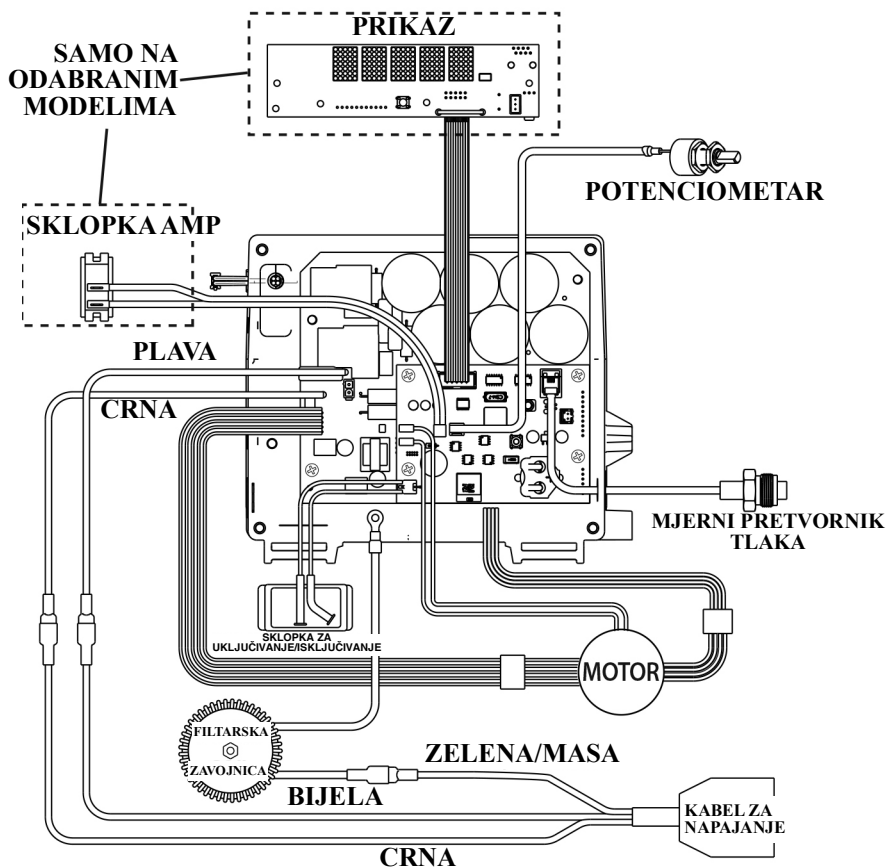 PRIKAZ
SAMO NA
ODABRANIM
MODELIMA
POTENCIOMETAR
SKLOPKA AMP
PLAVA
CRNA
MJERNI PRETVORNIK
TLAKA
SKLOPKA ZA
UKLJUČIVANJE/ISKLJUČIVANJE
MOTOR
FILTARSKA
ZAVOJNICA
ZELENA/MASA
BIJELA
KABEL ZA
NAPAJANJE
CRNA